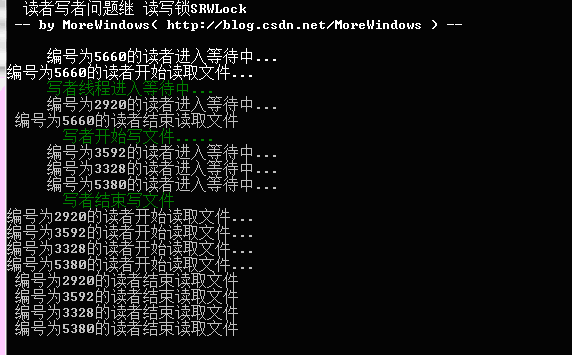 读者写者问题继 读写锁SRWLock
-- by MoreWindows( http://blog.csdn.net/MoreWindows ) --
编号为5660的读者进入等待中...
编号为5660的读者开始读取文件...
写者线程进入等待中...
编号为2920的读者进入等待中...
编号为5660的读者结束读取文件
写者开始写文件.....
编号为3592的读者进入等待中...
编号为3328的读者进入等待中...
编号为5380的读者进入等待中...
写者结束写文件
编号为2920的读者开始读取文件...
编号为3592的读者开始读取文件...
编号为3328的读者开始读取文件...
编号为5380的读者开始读取文件...
编号为2920的读者结束读取文件
编号为3592的读者结束读取文件
编号为3328的读者结束读取文件
编号为5380的读者结束读取文件